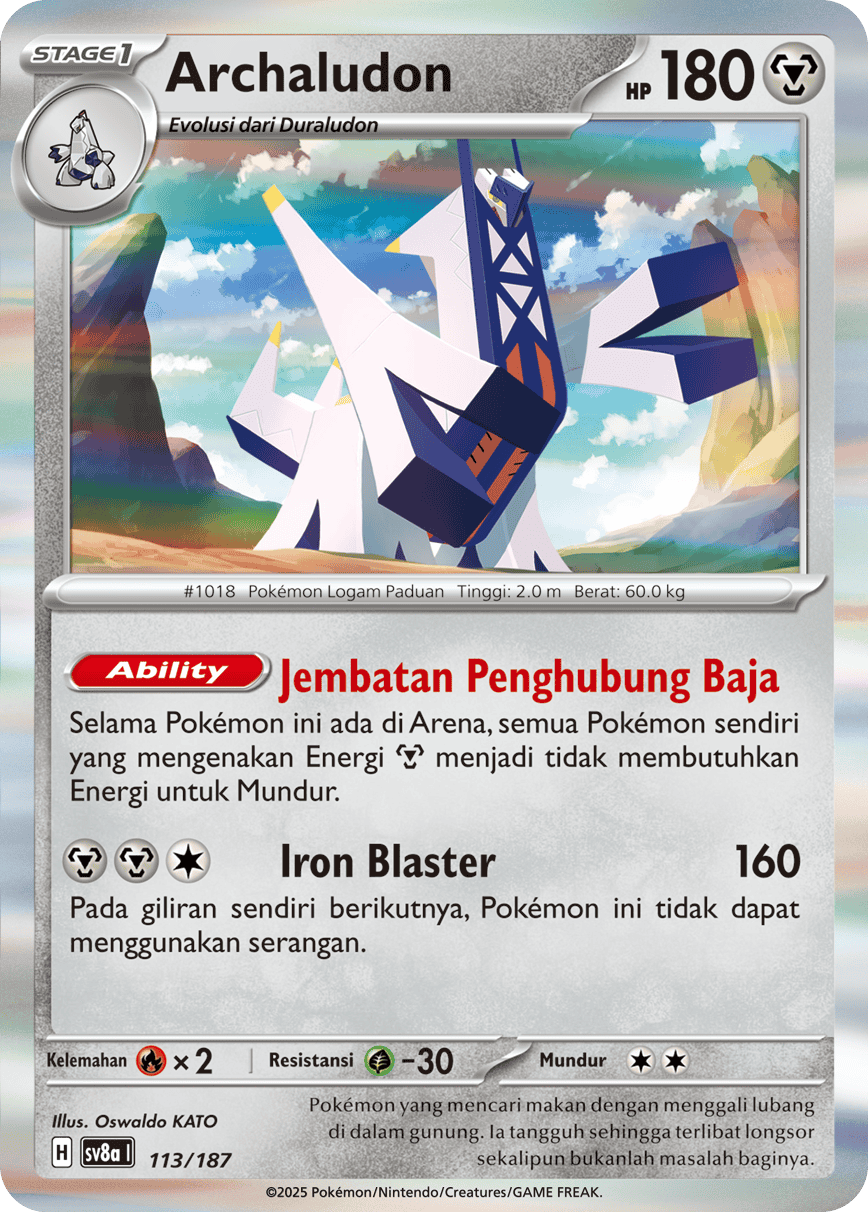 STAGE1
Archaludon
HP 180
Evolusi dari Duraludon
#1018 Pokémon Logam Paduan Tinggi: 2.0 m Berat: 60.0 kg
Ability Jembatan Penghubung Baja
Selama Pokémon ini ada di Arena, semua Pokémon sendiri
yang mengenakan Energi menjadi tidak membutuhkan
Energi untuk Mundur.
Iron Blaster 160
Pada giliran sendiri berikutnya, Pokémon ini tidak dapat
menggunakan serangan.
Kelemahan ×2 Resistansi -30 Mundur
Illus. Oswaldo KATO
H sv8a I 113/187
Pokémon yang mencari makan dengan menggali lubang
di dalam gunung. Ia tangguh sehingga terlibat longsor
sekalipun bukanlah masalah baginya.
©2025 Pokémon/Nintendo/Creatures/GAME FREAK.